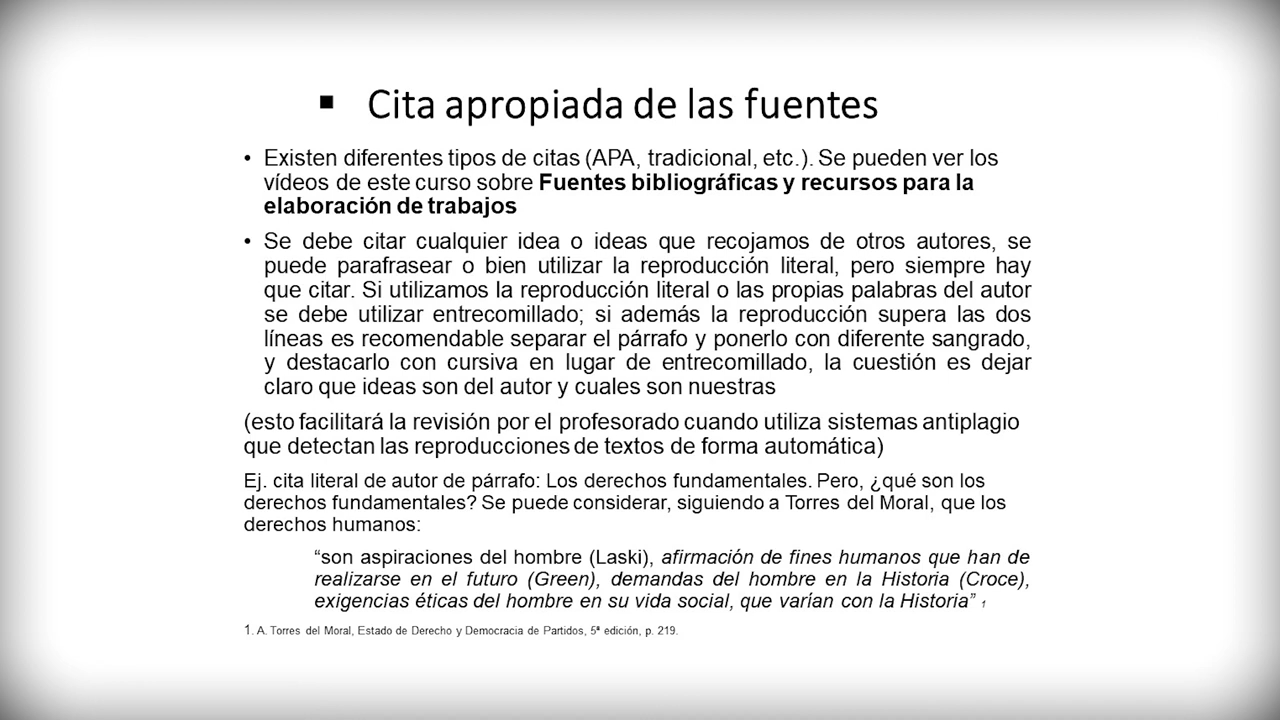 ▪ Cita apropiada de las fuentes
• Existen diferentes tipos de citas (APA, tradicional, etc.). Se pueden ver los
vídeos de este curso sobre Fuentes bibliográficas y recursos para la
elaboración de trabajos
• Se debe citar cualquier idea o ideas que recojamos de otros autores, se
puede parafrasear o bien utilizar la reproducción literal, pero siempre hay
que citar. Si utilizamos la reproducción literal o las propias palabras del autor
se debe utilizar entrecomillado; si además la reproducción supera las dos
líneas es recomendable separar el párrafo y ponerlo con diferente sangrado,
y destacarlo con cursiva en lugar de entrecomillado, la cuestión es dejar
claro que ideas son del autor y cuales son nuestras
(esto facilitará la revisión por el profesorado cuando utiliza sistemas antiplagio
que detectan las reproducciones de textos de forma automática)
Ej. cita literal de autor de párrafo: Los derechos fundamentales. Pero, ¿qué son los
derechos fundamentales? Se puede considerar, siguiendo a Torres del Moral, que los
derechos humanos:
“son aspiraciones del hombre (Laski), afirmación de fines humanos que han de
realizarse en el futuro (Green), demandas del hombre en la Historia (Croce),
exigencias éticas del hombre en su vida social, que varían con la Historia” 1
1. A. Torres del Moral, Estado de Derecho y Democracia de Partidos, 5ª edición, p. 219.